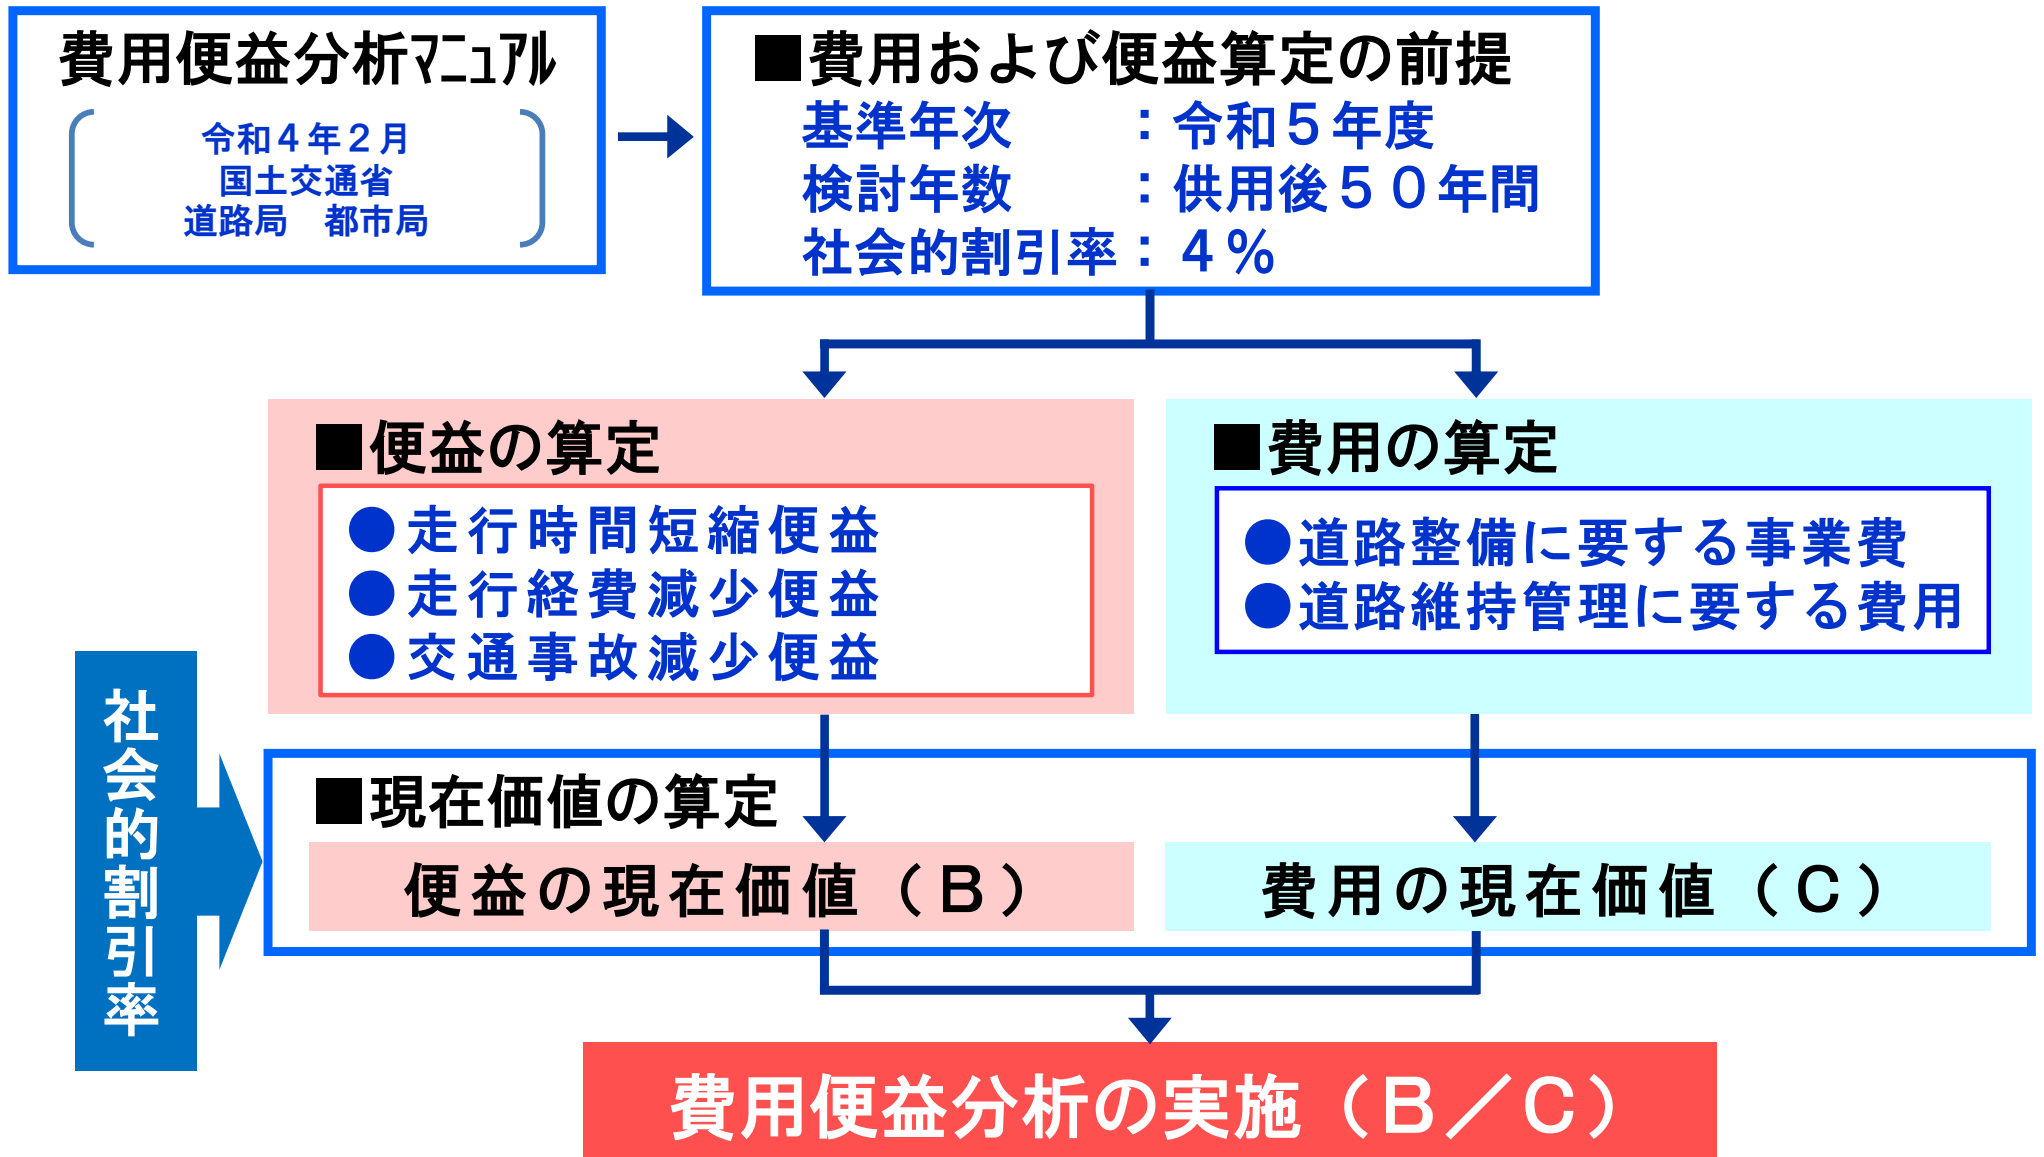 費用便益分析ﾏﾆｭｱﾙ
令和４年２月
国土交通省
道路局　都市局
■費用および便益算定の前提
基準年次　　：令和５年度
検討年数　　：供用後５０年間
社会的割引率：４％
■便益の算定
●走行時間短縮便益
●走行経費減少便益
●交通事故減少便益
■費用の算定
●道路整備に要する事業費
●道路維持管理に要する費用
社会的割引率
■現在価値の算定
便益の現在価値（Ｂ）
費用の現在価値（Ｃ）
費用便益分析の実施（Ｂ／Ｃ）